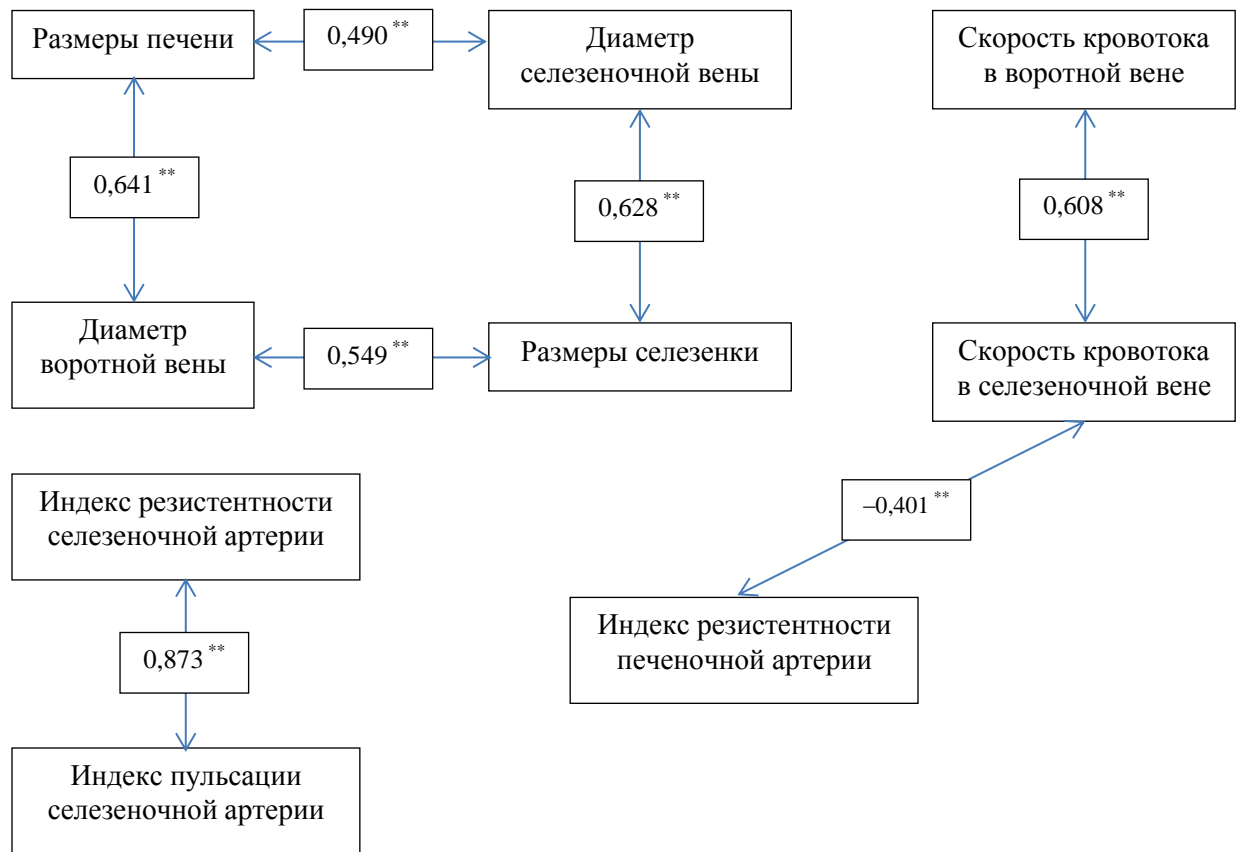 Размеры печени
0,490 **
Диаметр
селезеночной вены
Скорость кровотока
в воротной вене
0,641 **
0,628 **
0,608 **
Диаметр
воротной вены
0,549 **
Размеры селезенки
Скорость кровотока
в селезеночной вене
Индекс резистентности
селезеночной артерии
–0,401 **
Индекс резистентности
печеночной артерии
0,873 **
Индекс пульсации
селезеночной артерии